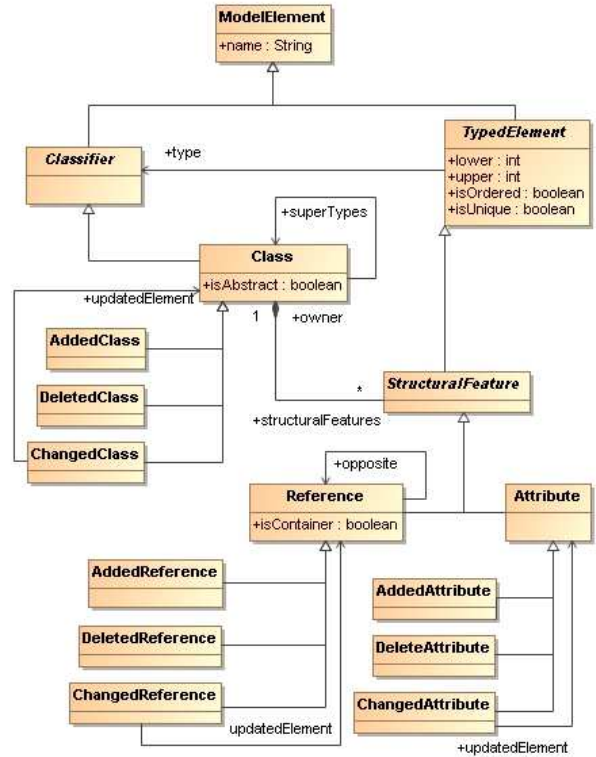 ModelElement
+name : String
Classifier
+type
TypedElement
+lower : int
+upper : int
+isOrdered : boolean
+isUnique : boolean
+superTypes
Class
+isAbstract : boolean
+updatedElement
1
+owner
AddedClass
DeletedClass
ChangedClass
*
StructuralFeature
+structuralFeatures
+opposite
Reference
+isContainer : boolean
Attribute
AddedReference
DeletedReference
ChangedReference
updatedElement
AddedAttribute
DeleteAttribute
ChangedAttribute
+updatedElement